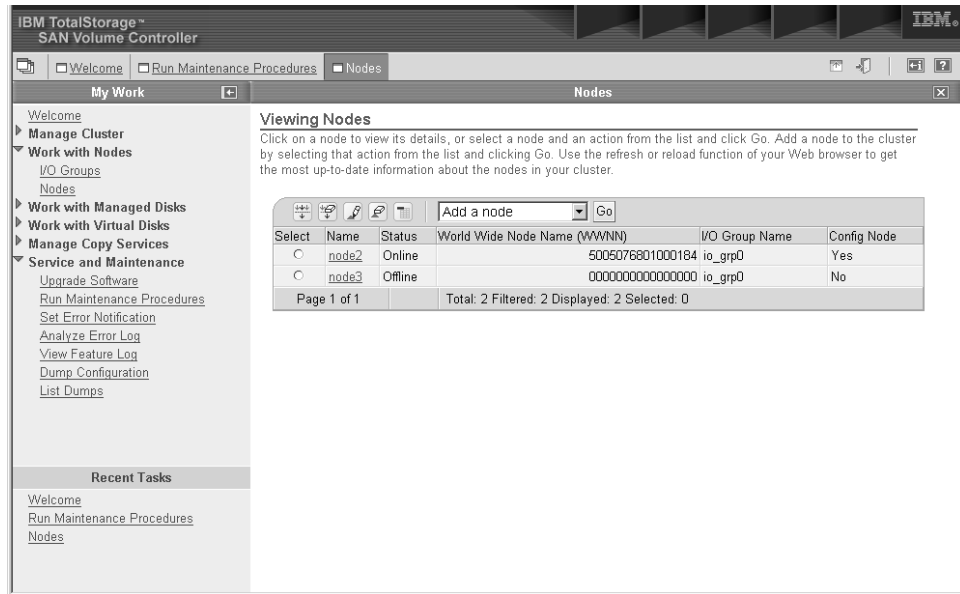 IBM TotalStorage™
SAN Volume Controller
IBM®
Welcome
Run Maintenance Procedures
Nodes
?
My Work
Nodes
Welcome
Manage Cluster
Work with Nodes
I/O Groups
Nodes
Work with Managed Disks
Work with Virtual Disks
Manage Copy Services
Service and Maintenance
Upgrade Software
Run Maintenance Procedures
Set Error Notification
Analyze Error Log
View Feature Log
Dump Configuration
List Dumps
Recent Tasks
Welcome
Run Maintenance Procedures
Nodes
Viewing Nodes
Click on a node to view its details, or select a node and an action from the list and click Go. Add a node to the cluster
by selecting that action from the list and clicking Go. Use the refresh or reload function of your Web browser to get
the most up-to-date information about the nodes in your cluster.
Add a node Go
Select Name Status World Wide Node Name (WWNN) I/O Group Name Config Node
node2 Online 5005076801000184 io_grp0 Yes
node3 Offline 0000000000000000 io_grp0 No
Page 1 of 1 Total: 2 Filtered: 2 Displayed: 2 Selected: 0